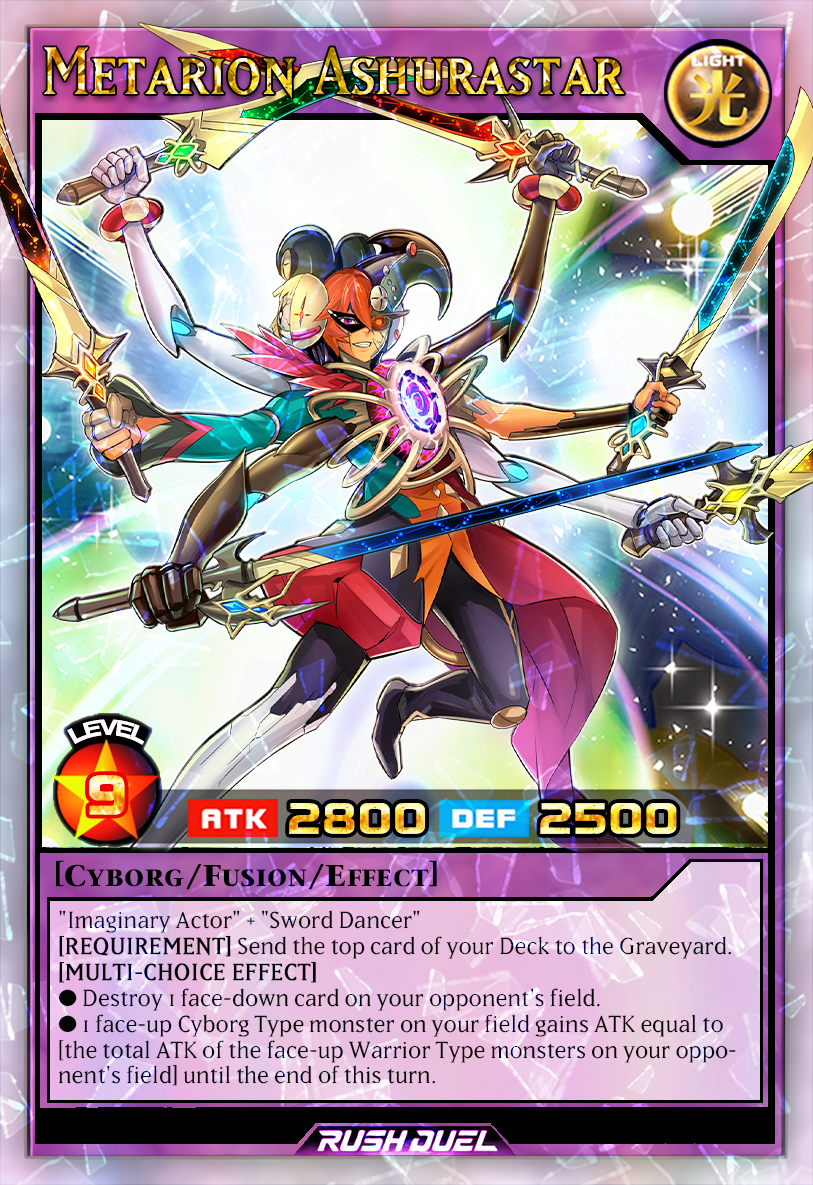 Metarion Ashurastar
LIGHT
光
LEVEL
9
ATK 2800 DEF 2500
[Cyborg/Fusion/Effect]
"Imaginary Actor" + "Sword Dancer"
[REQUIREMENT] Send the top card of your Deck to the Graveyard.
[MULTI-CHOICE EFFECT]
● Destroy 1 face-down card on your opponent's field.
● 1 face-up Cyborg Type monster on your field gains ATK equal to
[the total ATK of the face-up Warrior Type monsters on your oppo-
nent's field] until the end of this turn.
RUSH DUEL